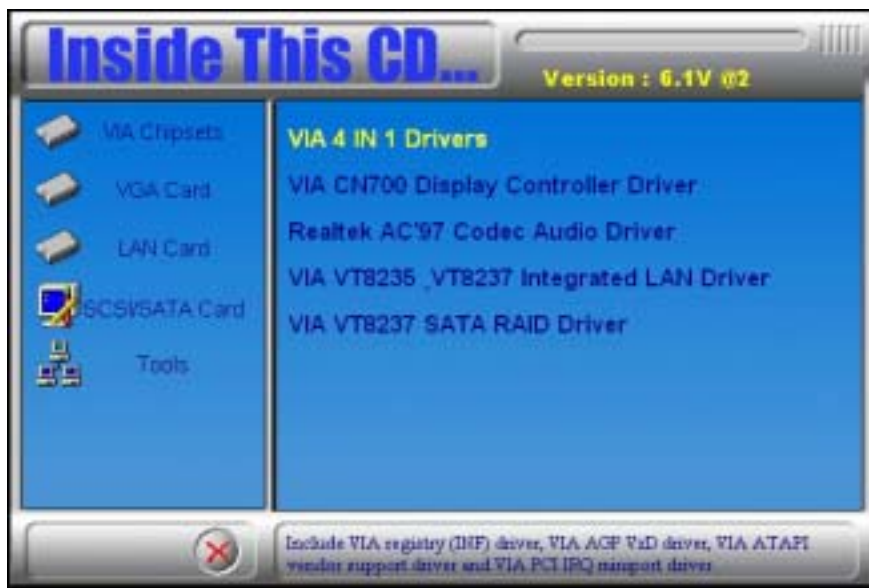 Inside This CD...
Version : 6.1V @2
VIA Chipsets
VGA Card
LAN Card
SCSI/SATA Card
Tools
VIA 4 IN 1 Drivers
VIA CN700 Display Controller Driver
Realtek AC'97 Codec Audio Driver
VIA VT8235 ,VT8237 Integrated LAN Driver
VIA VT8237 SATA RAID Driver
Include VIA registry (INF) driver, VIA AGP VxD driver, VIA ATAPI
vendor support driver and VIA PCI IRQ miniport driver